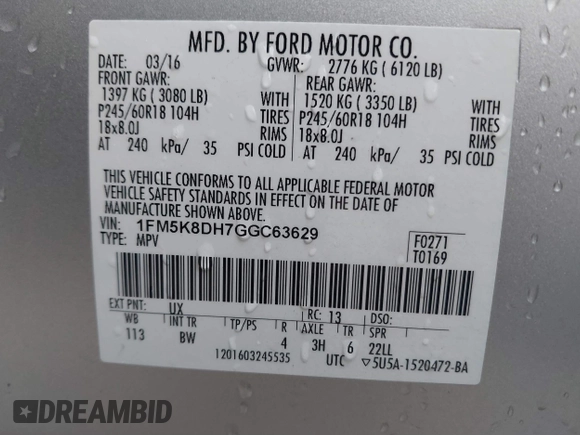 MFD. BY FORD MOTOR CO.
DATE: 03/16 GVWR: 2776 KG ( 6120 LB)
FRONT GAWR: REAR GAWR:
1397 KG ( 3080 LB) WITH 1520 KG ( 3350 LB) WITH
P245/60R18 104H TIRES P245/60R18 104H TIRES
18x8.0J RIMS 18x8.0J RIMS
AT 240 kPa/ 35 PSI COLD AT 240 kPa/ 35 PSI COLD
THIS VEHICLE CONFORMS TO ALL APPLICABLE FEDERAL MOTOR
VEHICLE SAFETY STANDARDS IN EFFECT ON THE DATE OF
MANUFACTURE SHOWN ABOVE.
VIN: 1FM5K8DH7GGC63629 F0271
TYPE: MPV T0169
EXT PNT: UX RC: 13 DSO:
WB INT TR TP/PS R AXLE TR SPR
113 BW 4 3H 6 22LL
1201603245535 UTC ▽5U5A-1520472-BA
DREAMBID